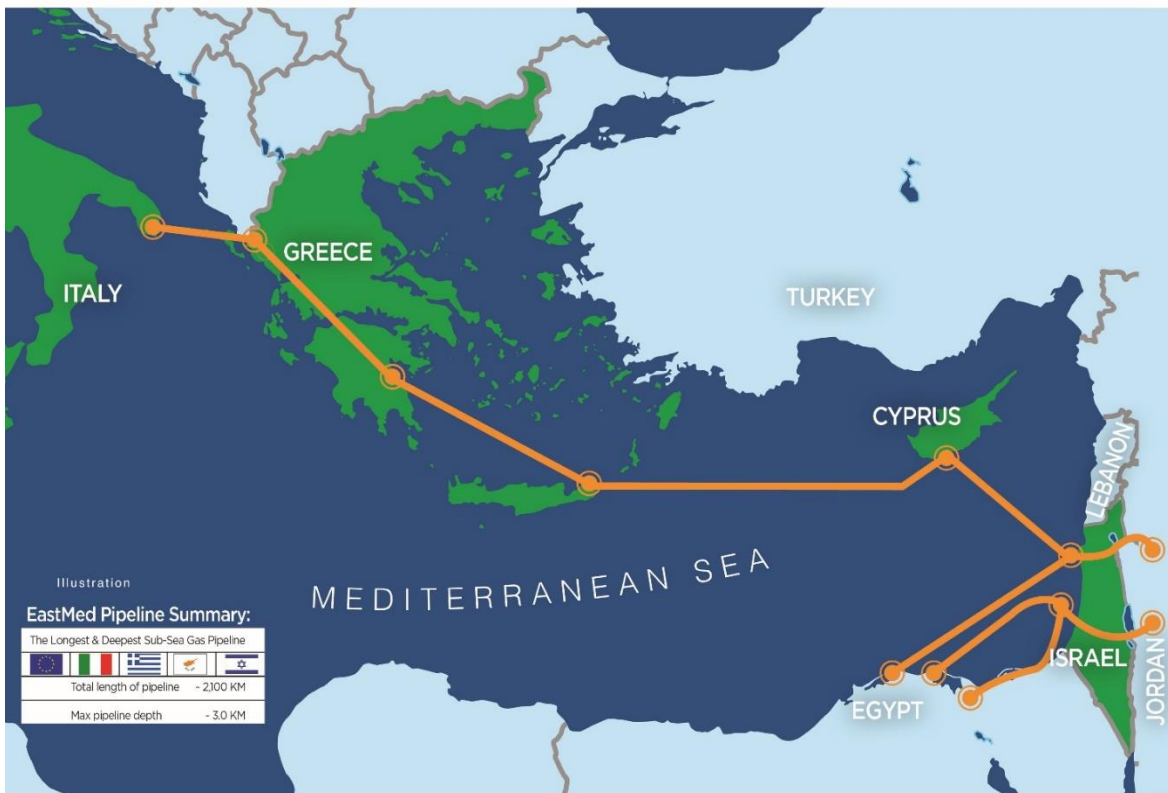 GREECE
ITALY
TURKEY
CYPRUS
LEBANON
MEDITERRANEAN SEA
ISRAEL
JORDAN
EGYPT
Illustration
EastMed Pipeline Summary:
The Longest & Deepest Sub-Sea Gas Pipeline
Total length of pipeline - 2,100 KM
Max pipeline depth - 3.0 KM